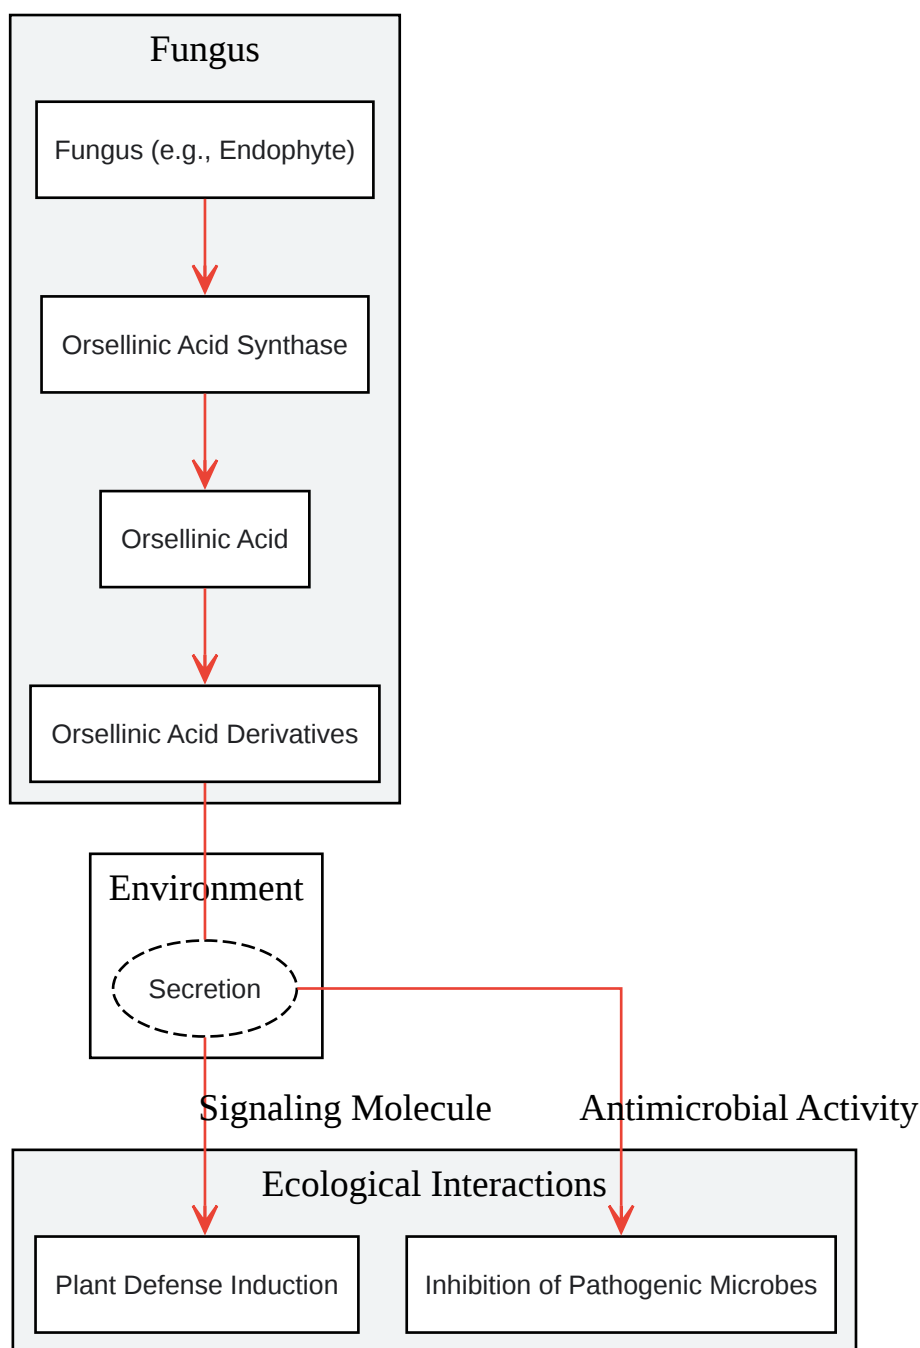 Fungus
Fungus (e.g., Endophyte)
Orsellinic Acid Synthase
Orsellinic Acid
Orsellinic Acid Derivatives
Environment
Secretion
Signaling Molecule
Antimicrobial Activity
Ecological Interactions
Plant Defense Induction
Inhibition of Pathogenic Microbes